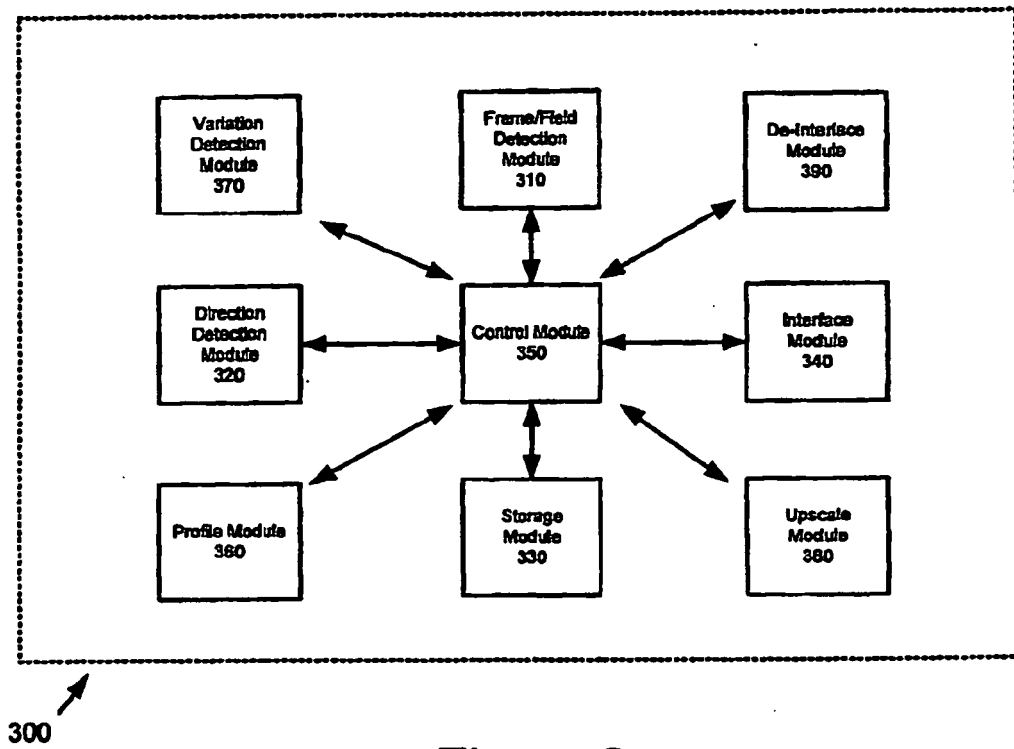 Variation
Detection
Module
370
Frame/Field
Detection
Module
310
De-interface
Module
390
Direction
Detection
Module
320
Control Module
350
Interface
Module
340
Profile Module
360
Storage
Module
330
Upscale
Module
380
300